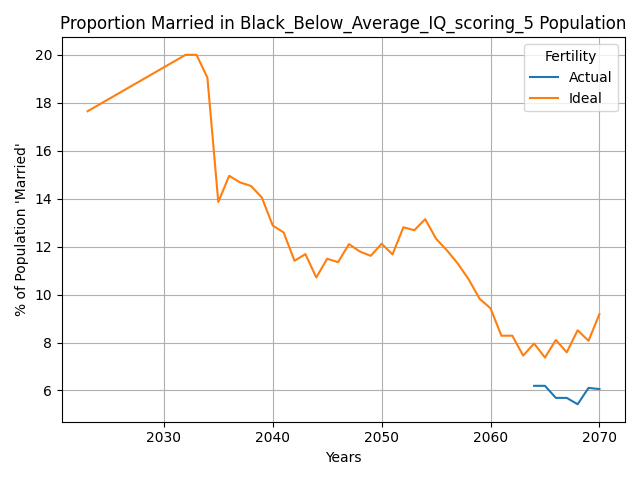 Proportion Married in Black_Below_Average_IQ_scoring_5 Population
Fertility
Actual
Ideal
% of Population 'Married'
20
18
16
14
12
10
8
6
2030 2040 2050 2060 2070
Years